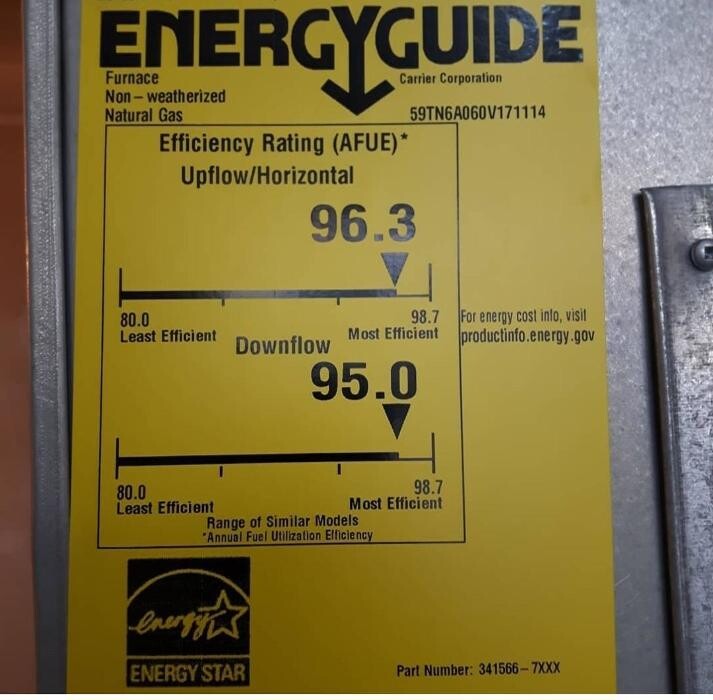 ENERGYGUIDE
Furnace
Non-weatherized
Natural Gas
Carrier Corporation
59TN6A060V171114
Efficiency Rating (AFUE)*
Upflow/Horizontal
96.3
80.0
Least Efficient
98.7
Most Efficient
For energy cost info, visit
productinfo.energy.gov
Downflow
95.0
80.0
Least Efficient
98.7
Most Efficient
Range of Similar Models
*Annual Fuel Utilization Efficiency
energy
ENERGY STAR
Part Number: 341566-7XXX